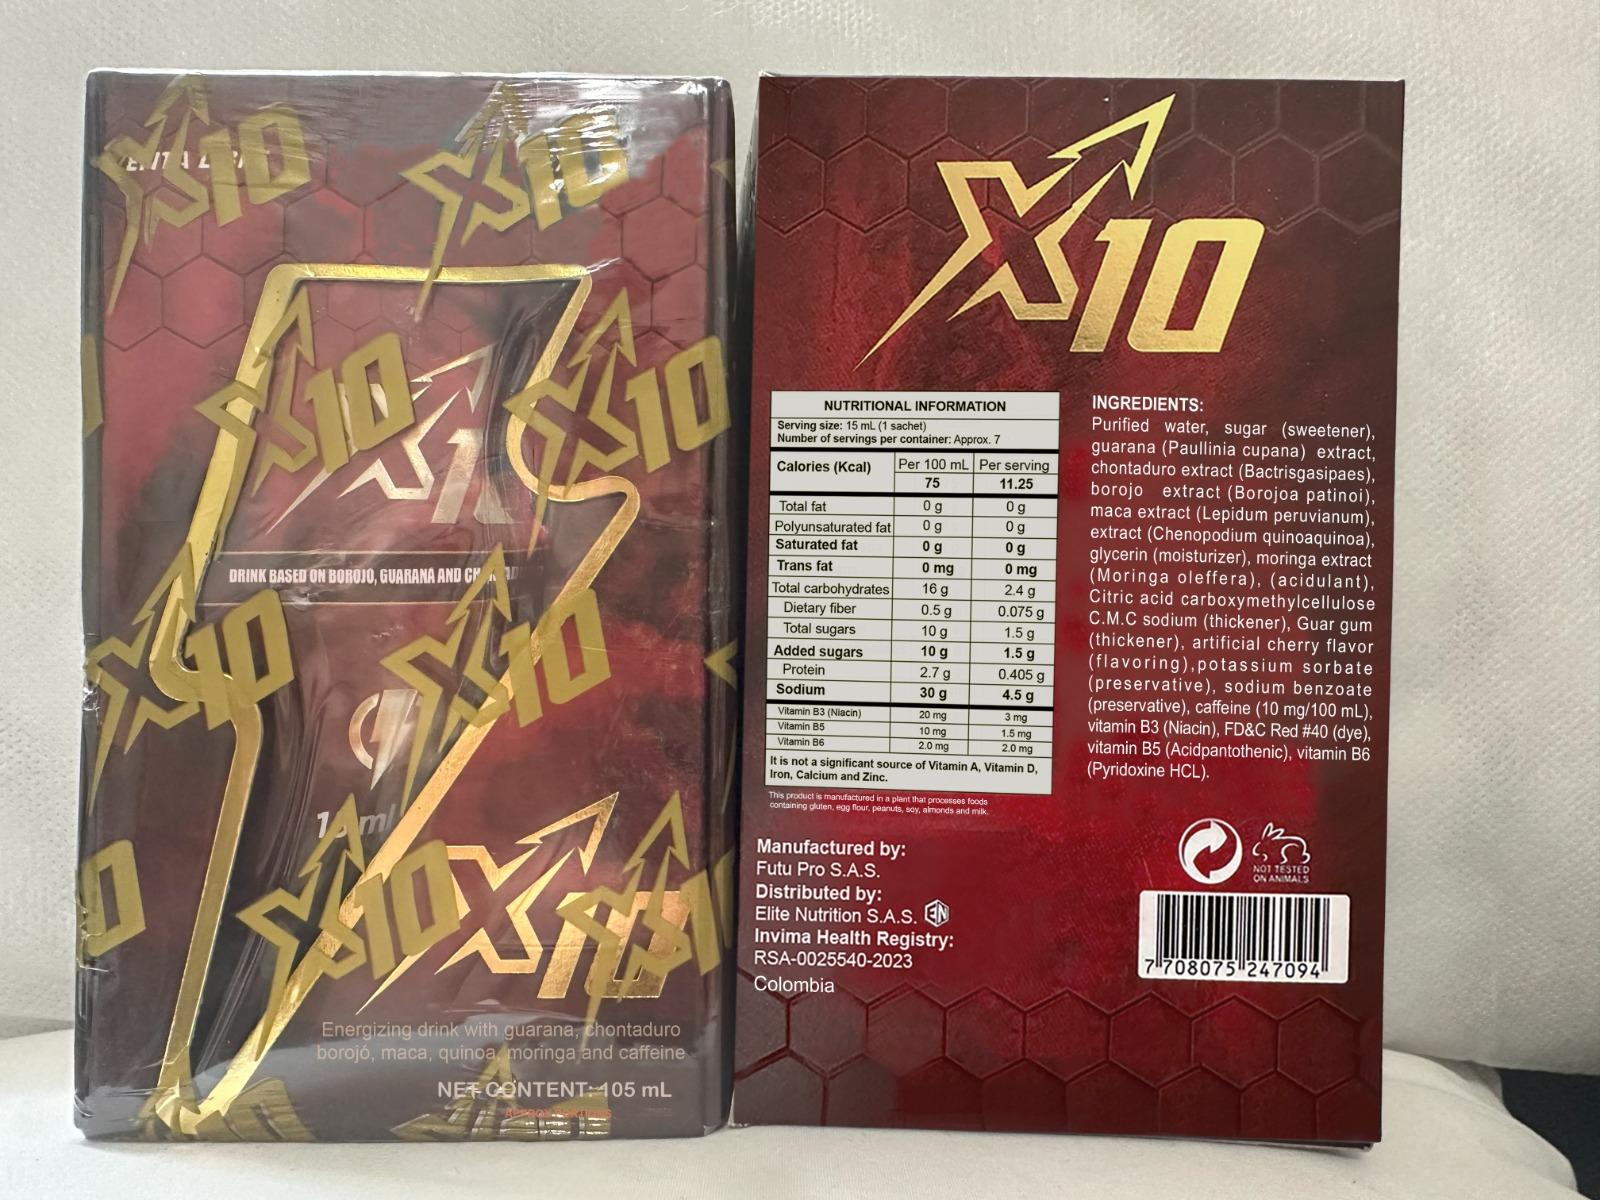 X10
X10
X10
X10
X10
DRINK BASED ON BOROJO, GUARANA AND
X10
X10
X10
X10
Energizing drink with guarana, chontaduro
borojó, maca, quinoa, moringa and caffeine
NET CONTENT: 105 mL
X10
NUTRITIONAL INFORMATION
Serving size: 15 mL (1 sachet)
Number of servings per container: Approx. 7
Calories (Kcal) Per 100 mL Per serving
75 11.25
Total fat 0 g 0 g
Polyunsaturated fat 0 g 0 g
Saturated fat 0 g 0 g
Trans fat 0 mg 0 mg
Total carbohydrates 16 g 2.4 g
Dietary fiber 0.5 g 0.075 g
Total sugars 10 g 1.5 g
Added sugars 10 g 1.5 g
Protein 2.7 g 0.405 g
Sodium 30 g 4.5 g
Vitamin B3 (Niacin) 20 mg 3 mg
Vitamin B5 10 mg 1.5 mg
Vitamin B6 2.0 mg 2.0 mg
It is not a significant source of Vitamin A, Vitamin D,
Iron, Calcium and Zinc.
This product is manufactured in a plant that processes foods
containing gluten, egg flour, peanuts, soy, almonds and milk.
INGREDIENTS:
Purified water, sugar (sweetener),
guarana (Paullinia cupana) extract,
chontaduro extract (Bactrisgasipaes),
borojo extract (Borojoa patinoi),
maca extract (Lepidum peruvianum),
extract (Chenopodium quinoaquinoa),
glycerin (moisturizer), moringa extract
(Moringa oleffera), (acidulant),
Citric acid carboxymethylcellulose
C.M.C sodium (thickener), Guar gum
(thickener), artificial cherry flavor
(flavoring),potassium sorbate
(preservative), sodium benzoate
(preservative), caffeine (10 mg/100 mL),
vitamin B3 (Niacin), FD&C Red #40 (dye),
vitamin B5 (Acidpantothenic), vitamin B6
(Pyridoxine HCL).
Manufactured by:
Futu Pro S.A.S.
Distributed by:
Elite Nutrition S.A.S. EN
Invima Health Registry:
RSA-0025540-2023
Colombia
NOT TESTED
ON ANIMALS
7 708075 247094